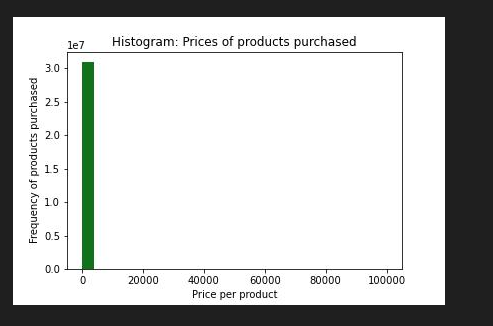 Histogram: Prices of products purchased
1e7
3.0
2.5
2.0
1.5
1.0
0.5
0.0
Frequency of products purchased
0 20000 40000 60000 80000 100000
Price per product